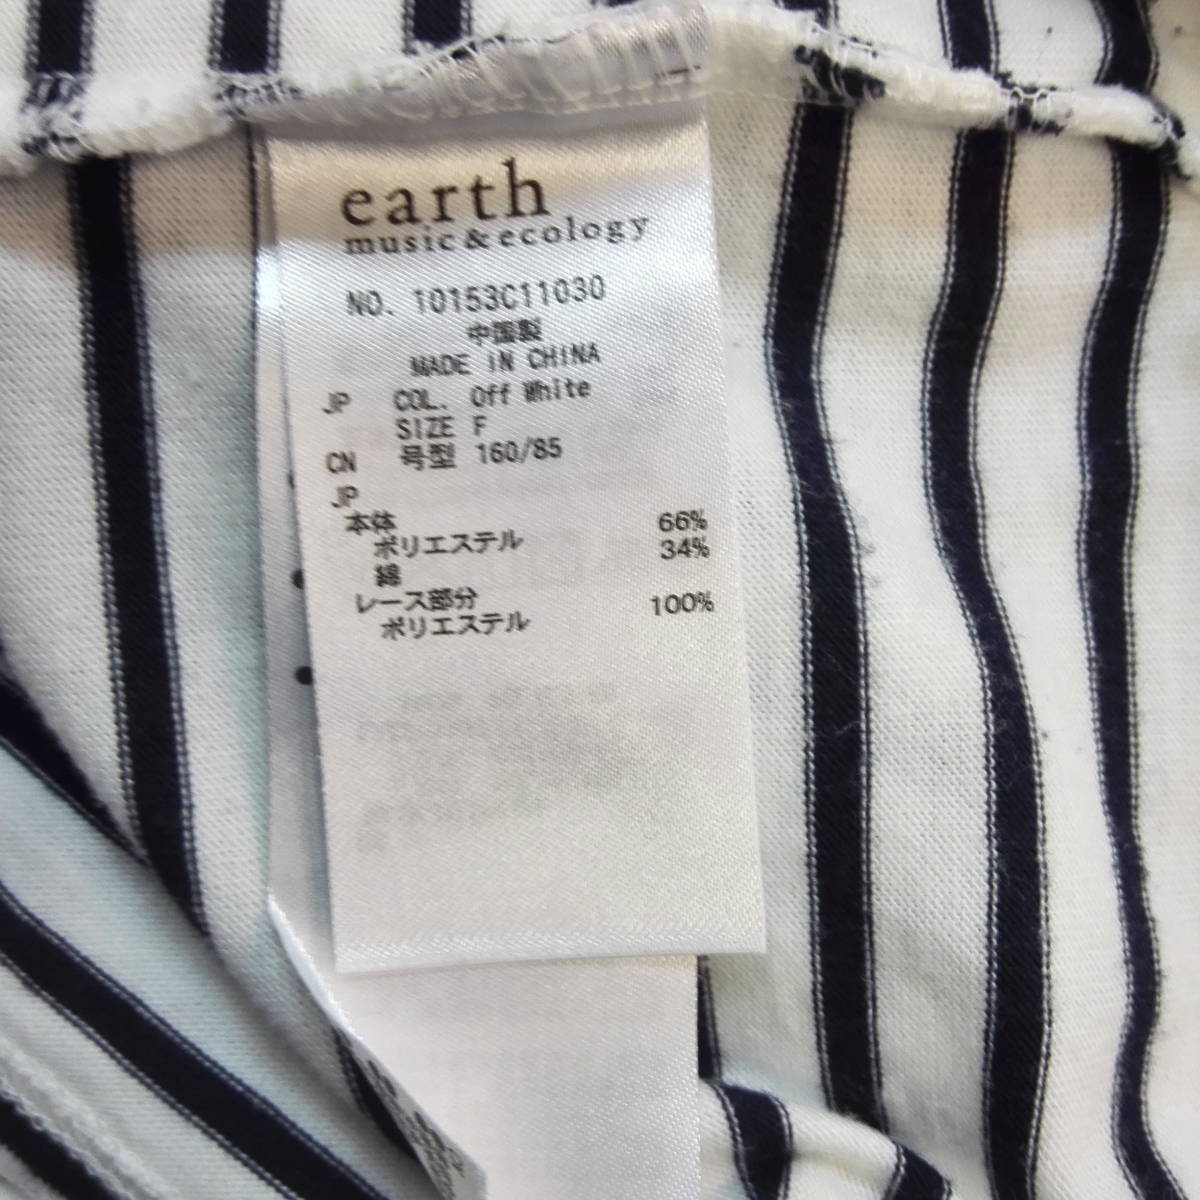 earth
music&ecology
NO. 10153C11030
中国製
MADE IN CHINA
JP COL. Off White
SIZE F
CN 号型 160/85
JP
本体
ポリエステル 66%
綿 34%
レース部分
ポリエステル 100%